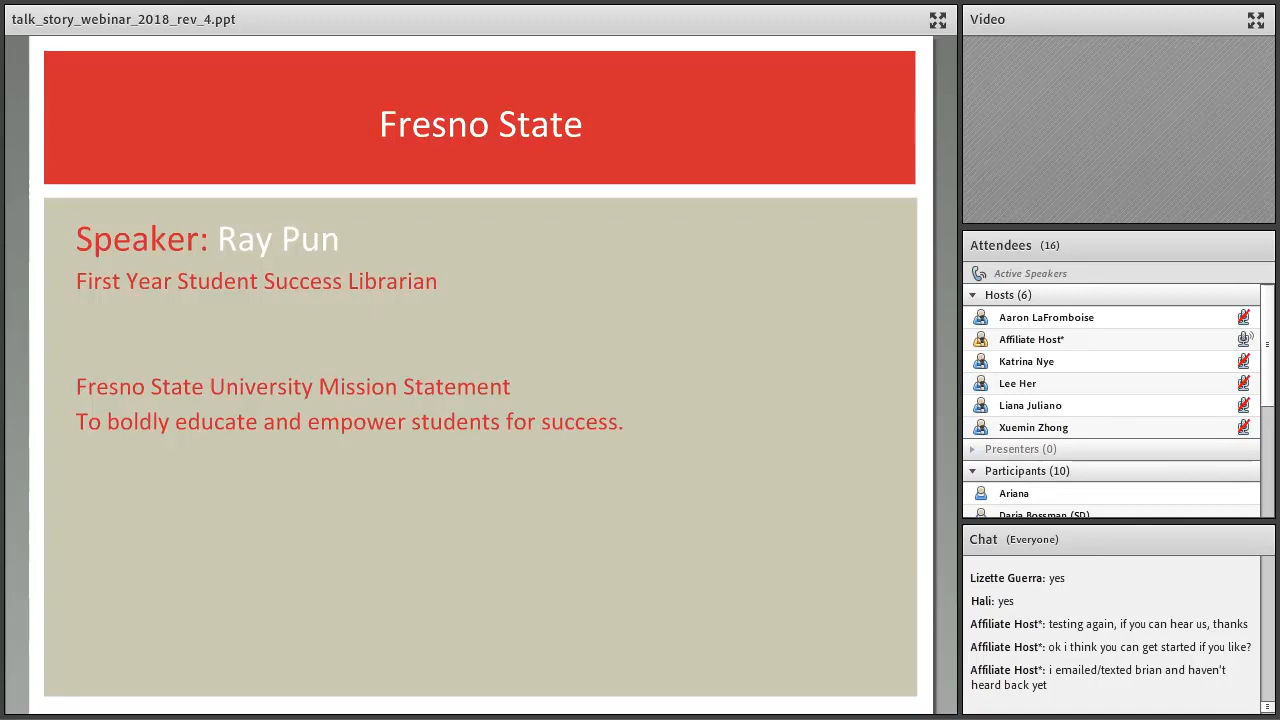 talk_story_webinar_2018_rev_4.ppt
Fresno State
Speaker: Ray Pun
First Year Student Success Librarian
Fresno State University Mission Statement
To boldly educate and empower students for success.
Video
Attendees (16)
Active Speakers
Hosts (6)
Aaron LaFromboise
Affiliate Host*
Katrina Nye
Lee Her
Liana Juliano
Xuemin Zhong
Presenters (0)
Participants (10)
Ariana
Daria Bossman (SD)
Chat (Everyone)
Lizette Guerra: yes
Hali: yes
Affiliate Host*: testing again, if you can hear us, thanks
Affiliate Host*: ok i think you can get started if you like?
Affiliate Host*: i emailed/texted brian and haven't
heard back yet